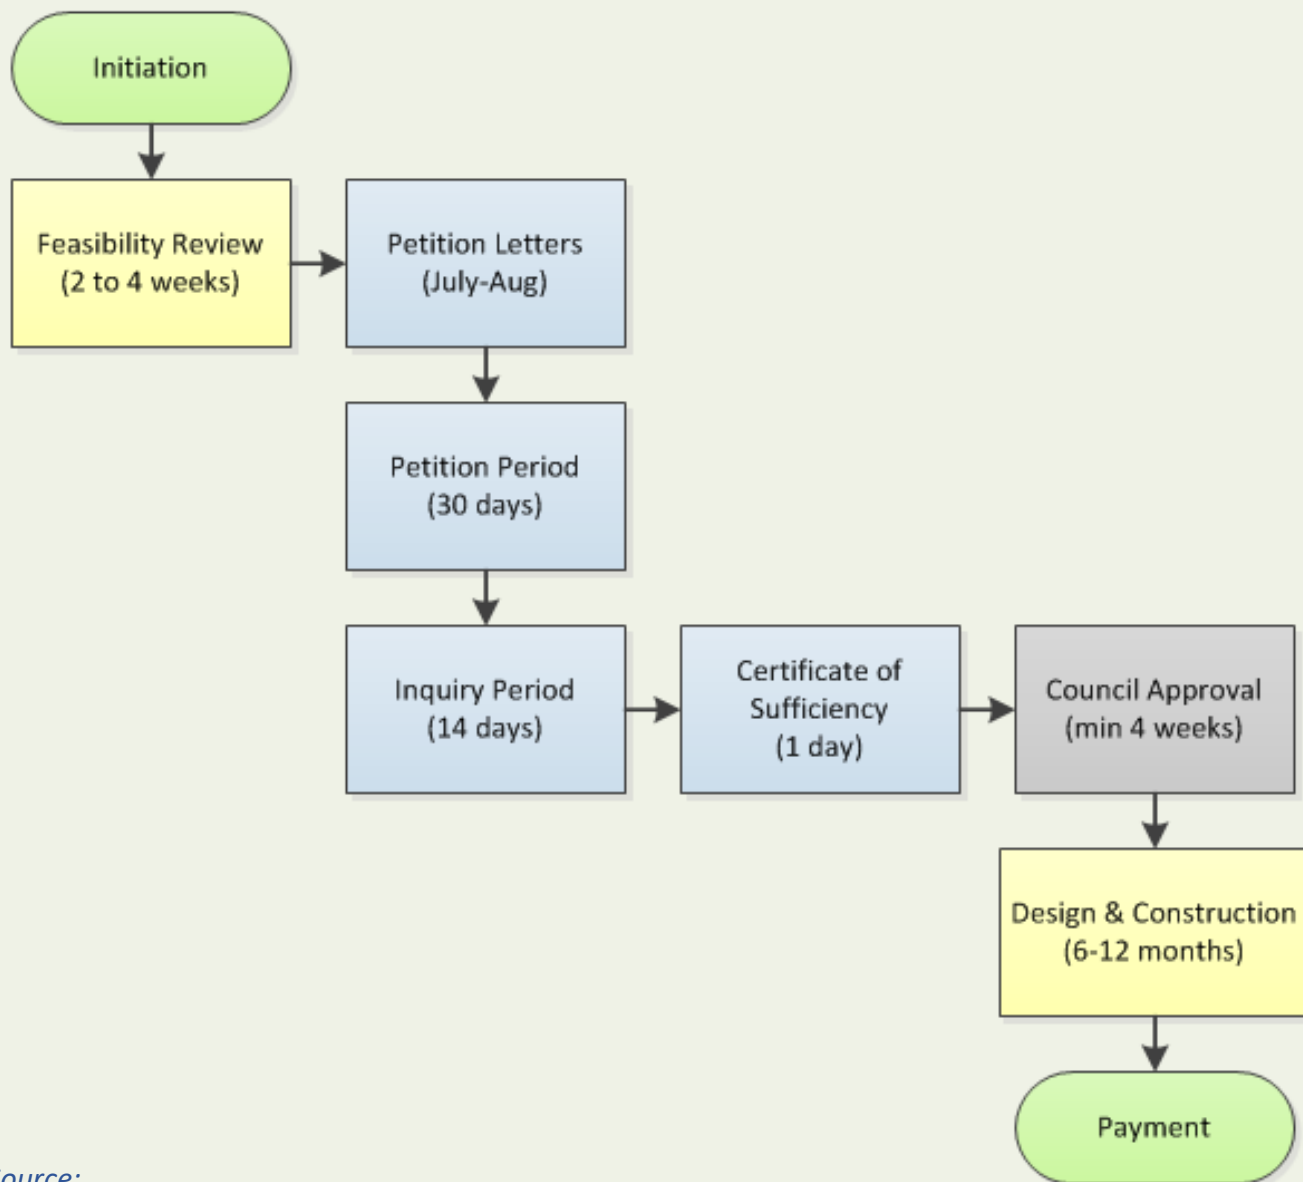 Initiation
Feasibility Review
(2 to 4 weeks)
Petition Letters
(July-Aug)
Petition Period
(30 days)
Inquiry Period
(14 days)
Certificate of
Sufficiency
(1 day)
Council Approval
(min 4 weeks)
Design & Construction
(6-12 months)
Payment